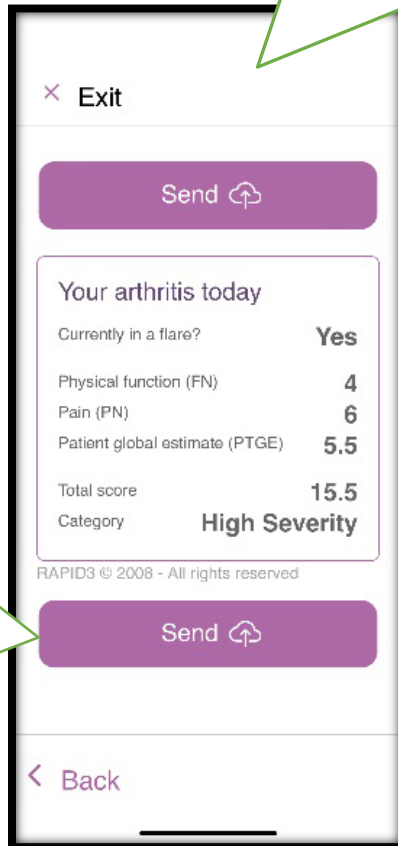 × Exit
Send
Your arthritis today
Currently in a flare? Yes
Physical function (FN) 4
Pain (PN) 6
Patient global estimate (PTGE) 5.5
Total score 15.5
Category High Severity
RAPID3 © 2008 - All rights reserved
Send
< Back